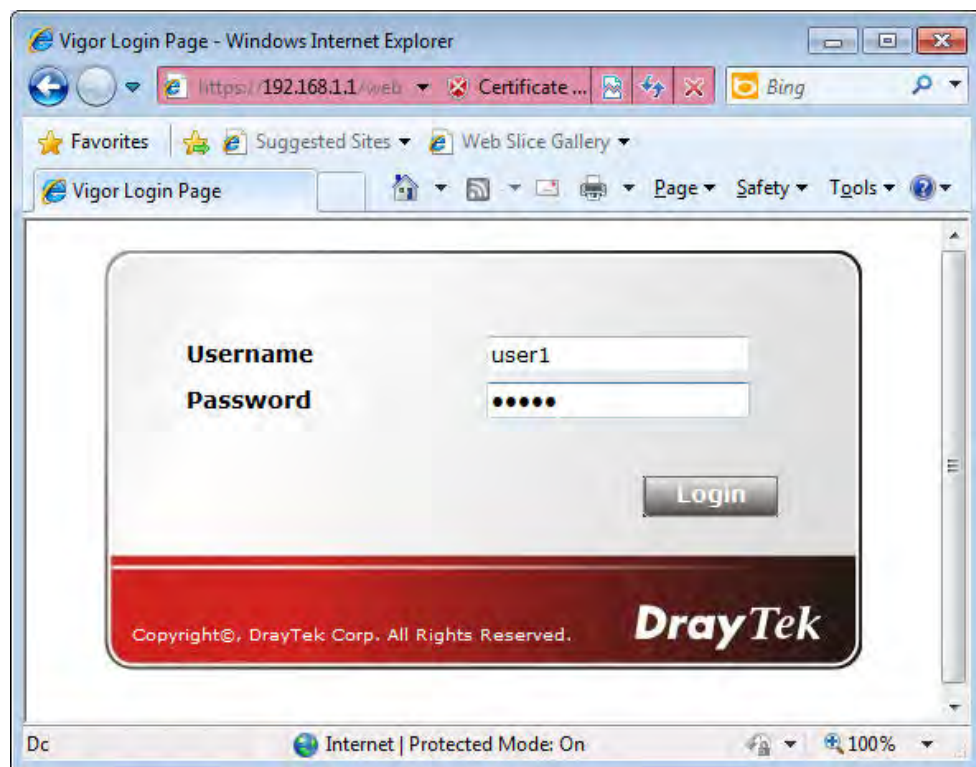 Vigor Login Page - Windows Internet Explorer
https://192.168.1.1/web Certificate ... Bing
Favorites Suggested Sites Web Slice Gallery
Vigor Login Page Page Safety Tools
Username user1
Password •••••
Login
Copyright©, DrayTek Corp. All Rights Reserved. DrayTek
Dc Internet | Protected Mode: On 100%